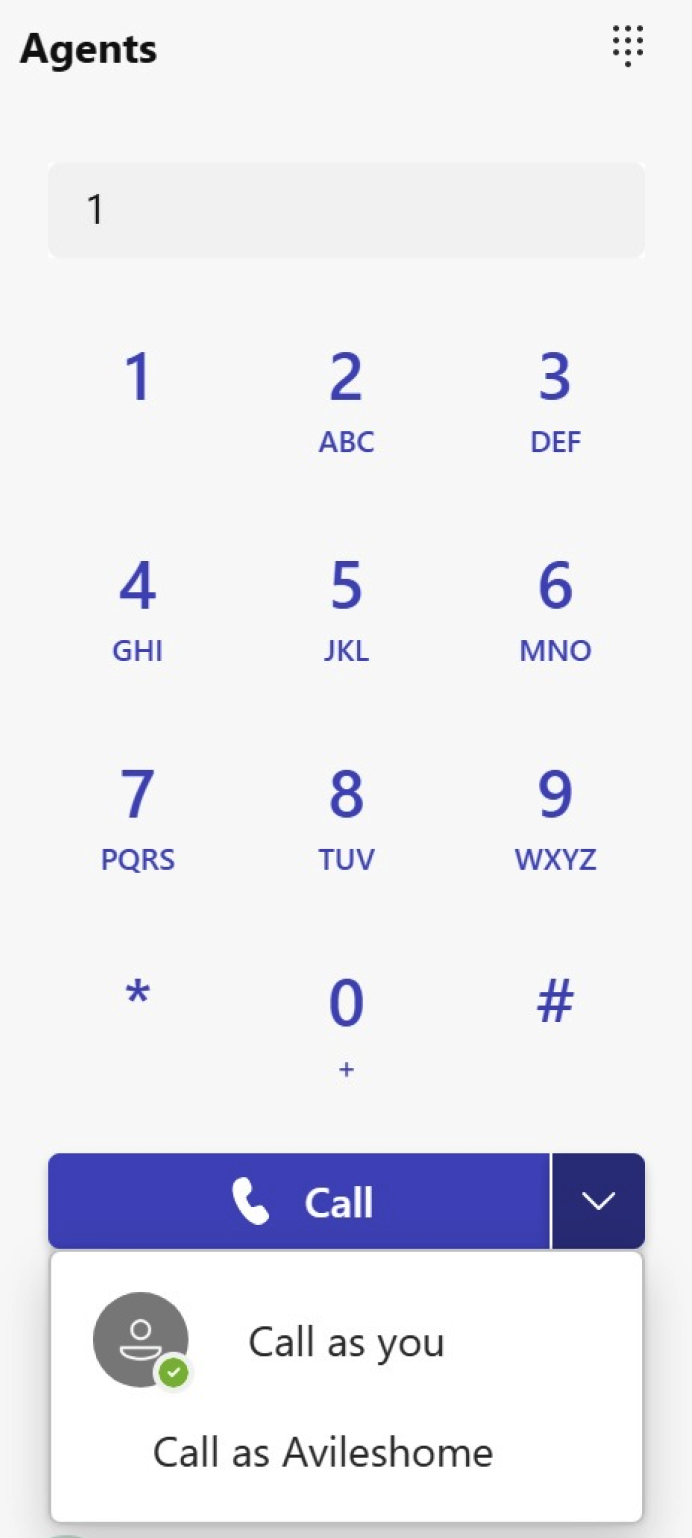 Agents
1
1 2 3
ABC DEF
4 5 6
GHI JKL MNO
7 8 9
PQRS TUV WXYZ
* 0 #
+
Call
Call as you
Call as Avileshome